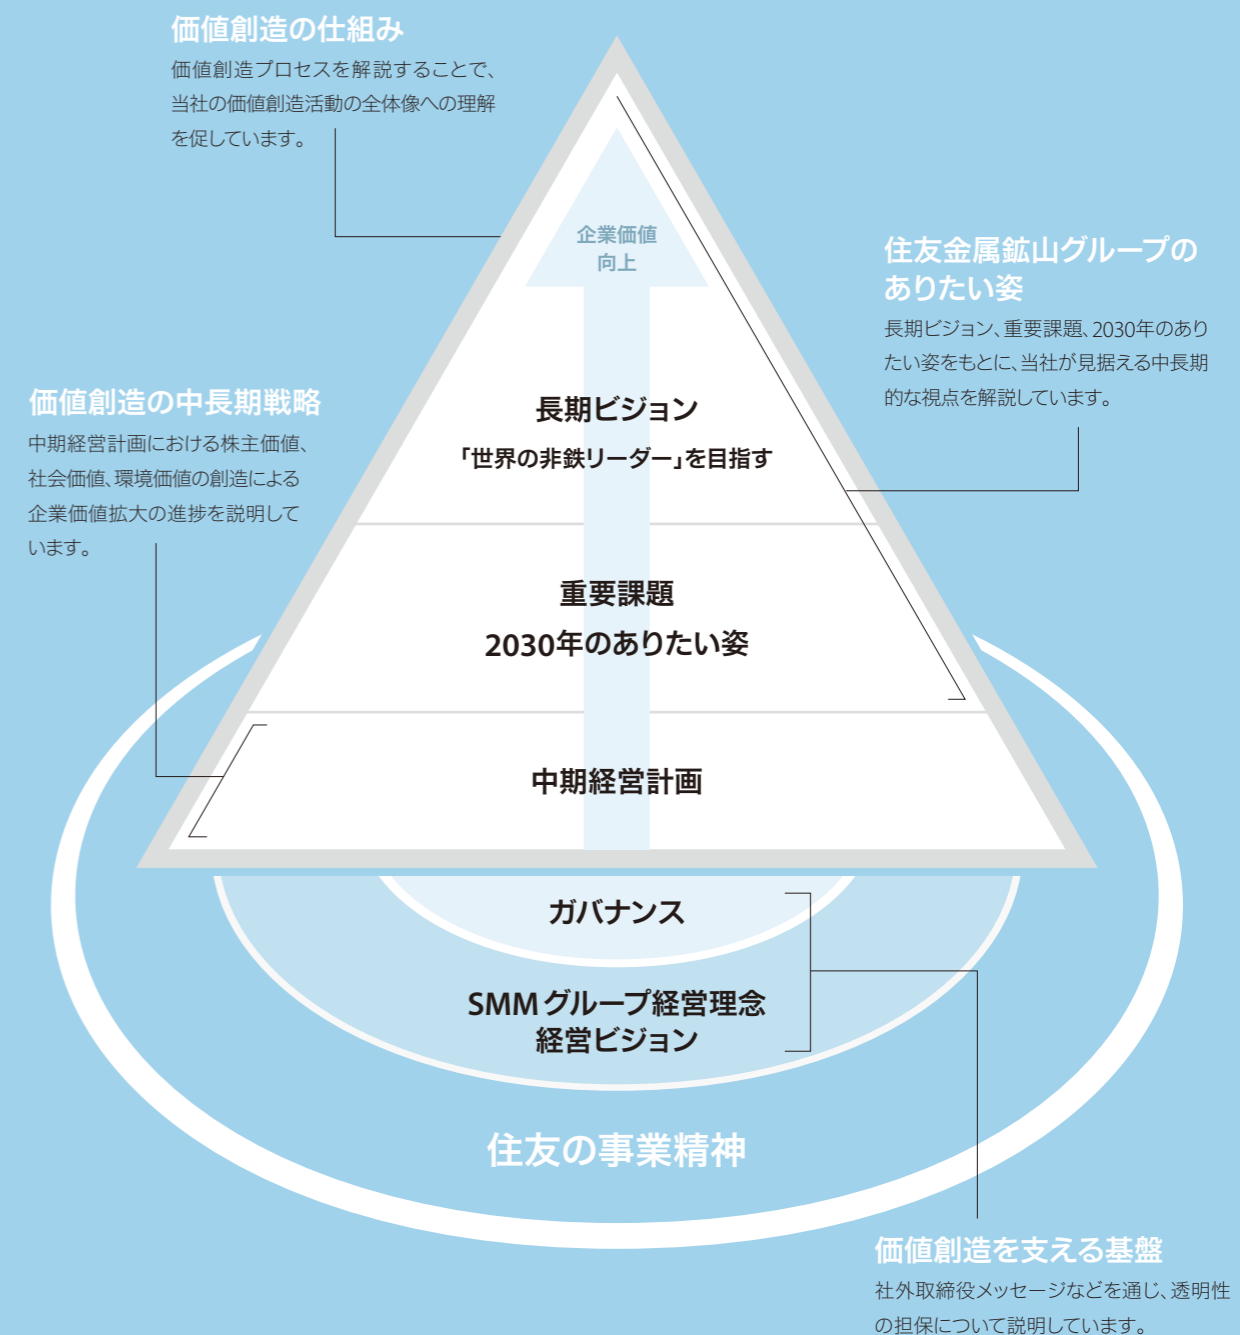 価値創造の仕組み
価値創造プロセスを解説することで、
当社の価値創造活動の全体像への理解
を促しています。
企業価値
向上
住友金属鉱山グループの
ありたい姿
長期ビジョン、重要課題、2030年のあり
たい姿をもとに、当社が見据える中長期
的な視点を解説しています。
価値創造の中長期戦略
中期経営計画における株主価値、
社会価値、環境価値の創造による
企業価値拡大の進捗を説明して
います。
長期ビジョン
「世界の非鉄リーダー」を目指す
重要課題
2030年のありたい姿
中期経営計画
ガバナンス
SMMグループ経営理念
経営ビジョン
住友の事業精神
価値創造を支える基盤
社外取締役メッセージなどを通じ、透明性
の担保について説明しています。